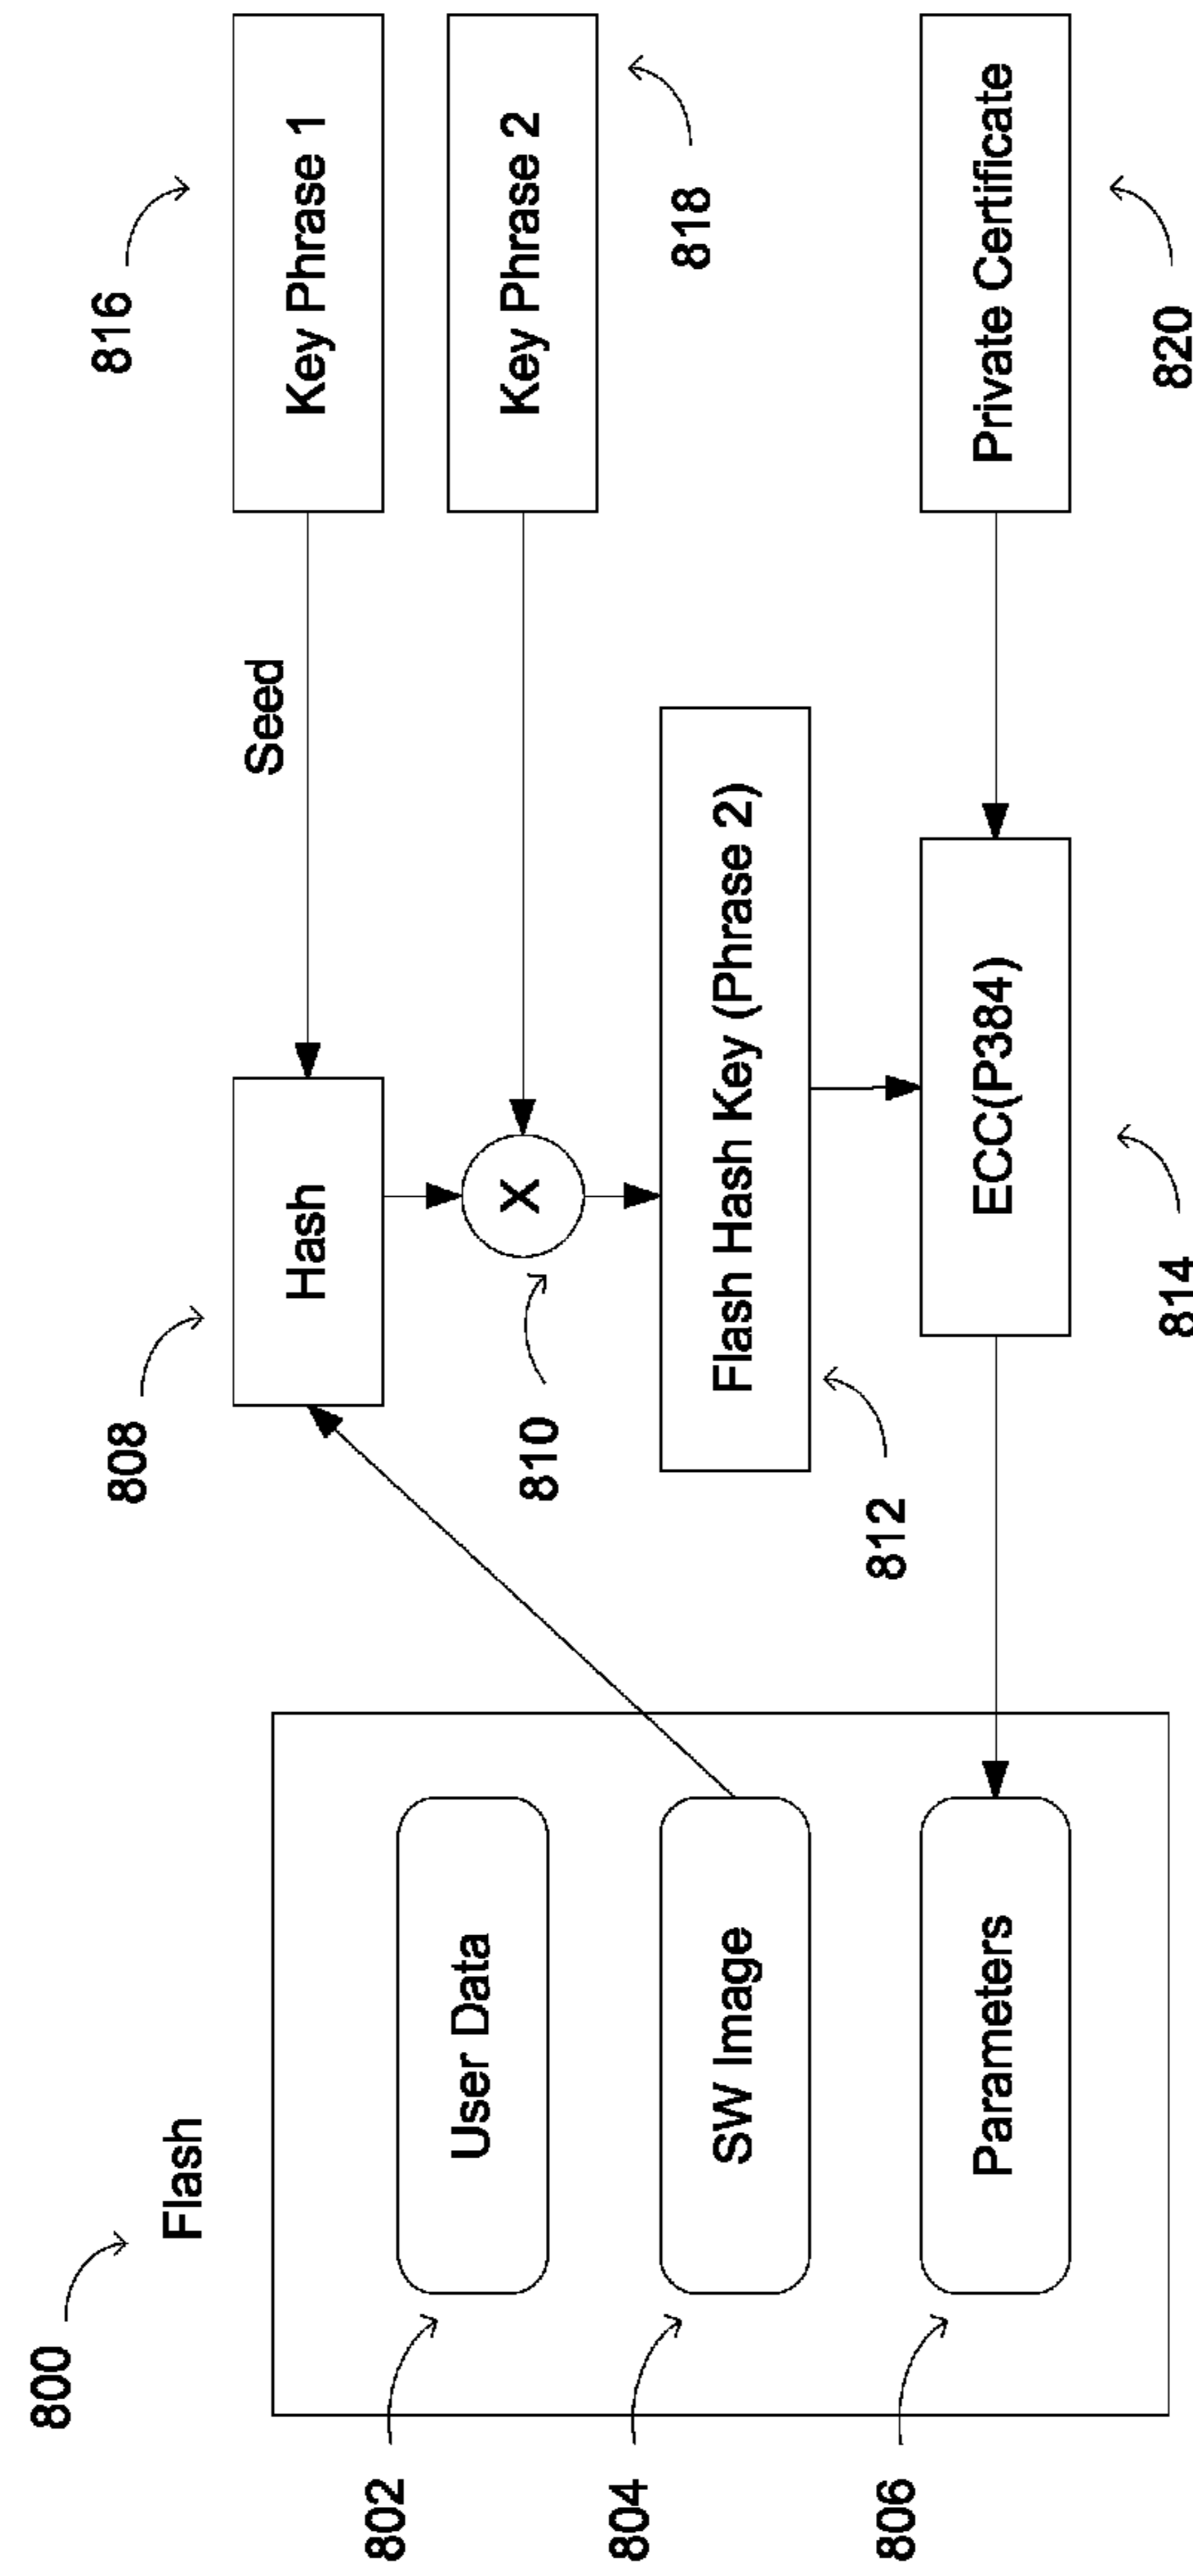 800
Flash
802
User Data
804
SW Image
806
Parameters
808
Hash
Seed
816
Key Phrase 1
810
X
Key Phrase 2
818
812
Flash Hash Key (Phrase 2)
ECC(P384)
814
Private Certificate
820